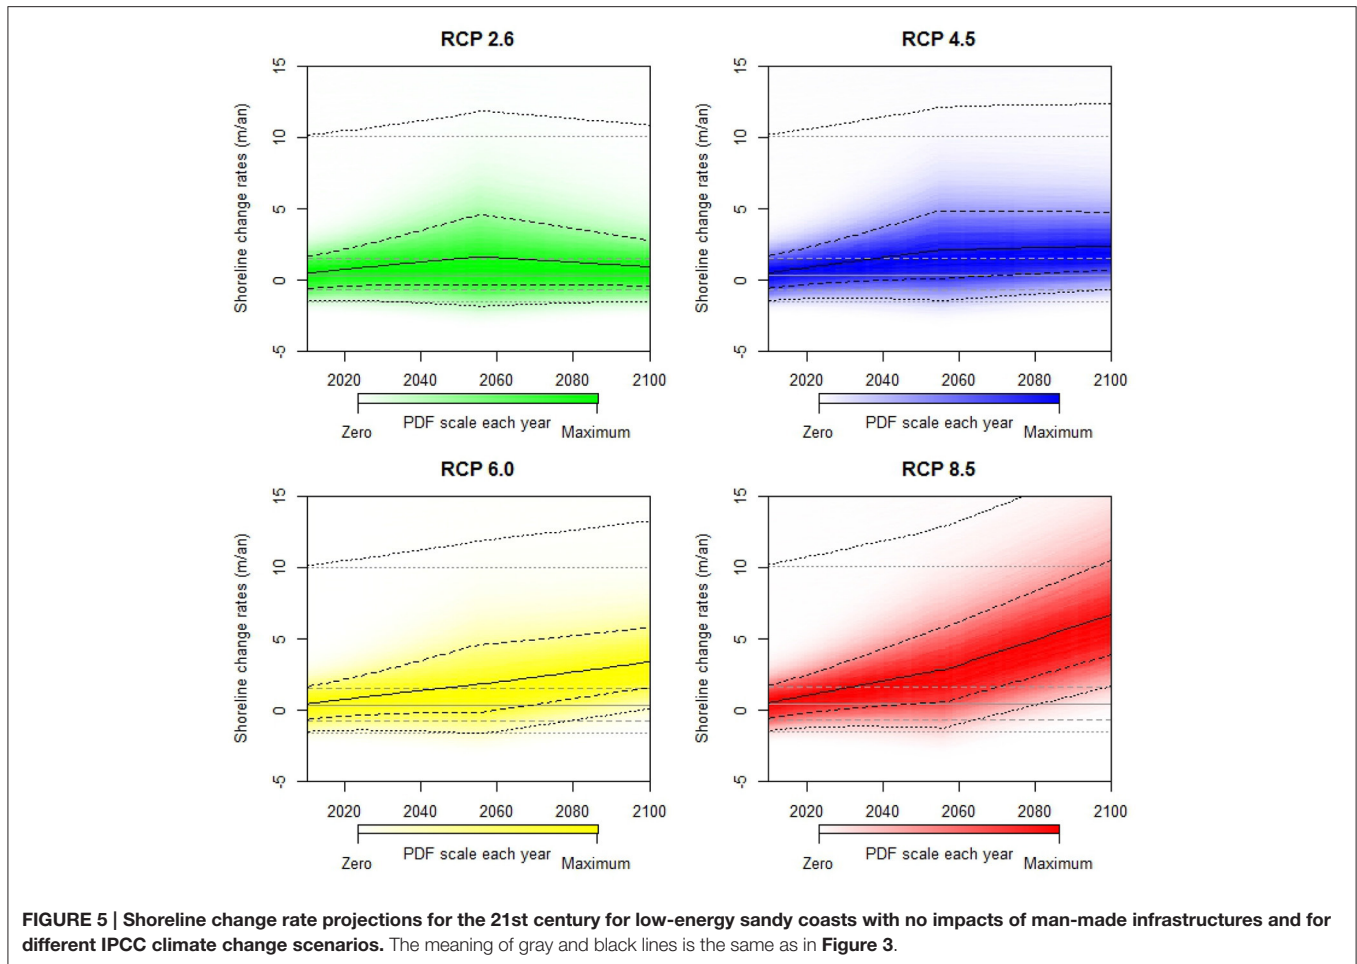 RCP 2.6
RCP 4.5
Shoreline change rates (m/an)
15
10
5
0
-5
2020 2040 2060 2080 2100
PDF scale each year
Zero Maximum
Shoreline change rates (m/an)
15
10
5
0
-5
2020 2040 2060 2080 2100
PDF scale each year
Zero Maximum
RCP 6.0
RCP 8.5
Shoreline change rates (m/an)
15
10
5
0
-5
2020 2040 2060 2080 2100
PDF scale each year
Zero Maximum
Shoreline change rates (m/an)
15
10
5
0
-5
2020 2040 2060 2080 2100
PDF scale each year
Zero Maximum
FIGURE 5 | Shoreline change rate projections for the 21st century for low-energy sandy coasts with no impacts of man-made infrastructures and for
different IPCC climate change scenarios. The meaning of gray and black lines is the same as in Figure 3.